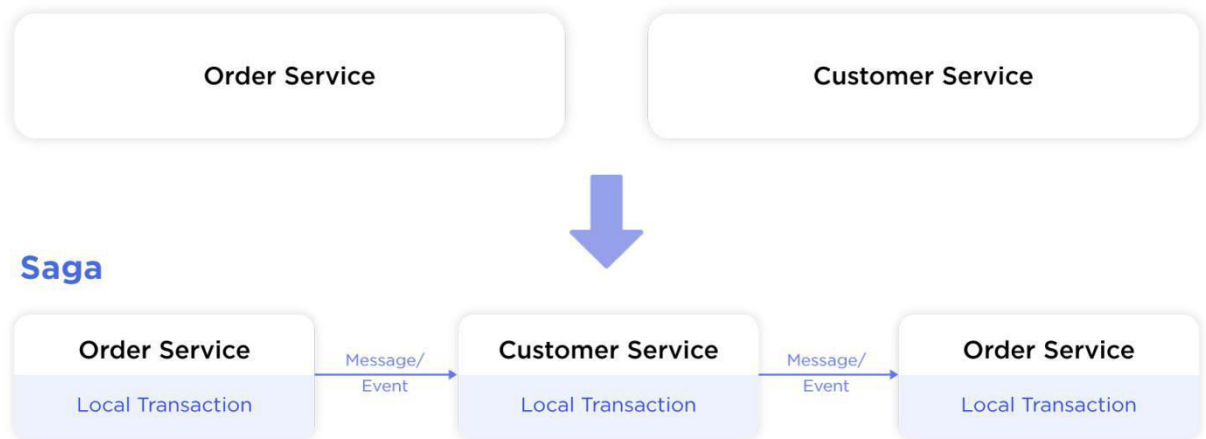 Order Service
Customer Service
Saga
Order Service
Local Transaction
Message/
Event
Customer Service
Local Transaction
Message/
Event
Order Service
Local Transaction